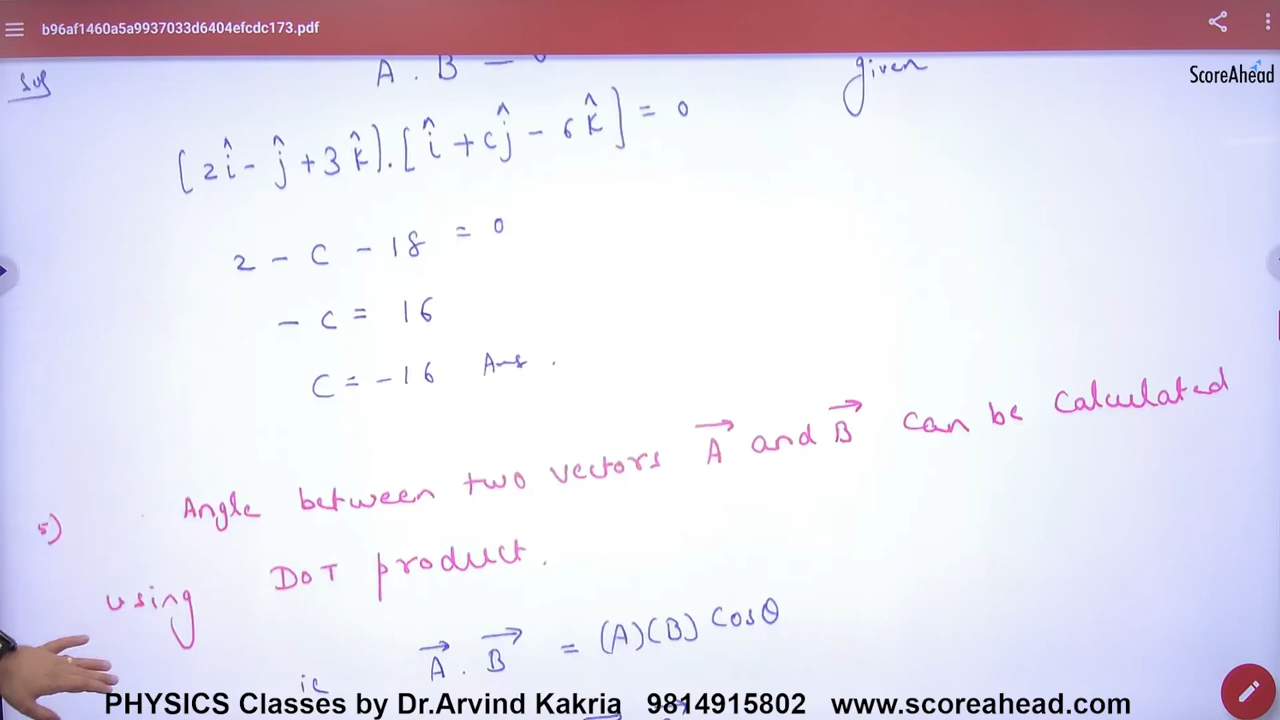 b96af1460a5a9937033d6404efcdc173.pdf
ScoreAhead
Sol
A . B = 0
given
[2î - ĵ + 3k̂] . [î + cĵ - 6k̂] = 0
2 - c - 18 = 0
- c = 16
C = -16 Ans .
5) Angle between two vectors A⃗ and B⃗ can be calculated
using DOT product.
ie A⃗ . B⃗ = (A)(B) Cosθ
PHYSICS Classes by Dr.Arvind Kakria 9814915802 www.scoreahead.com